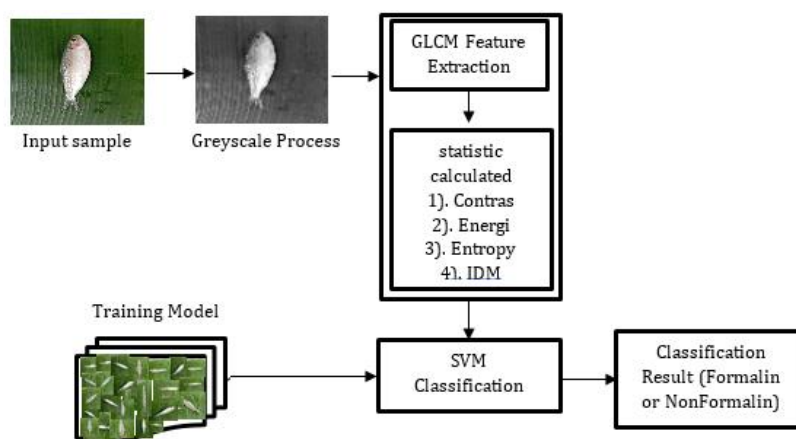 Input sample
Greyscale Process
GLCM Feature
Extraction
statistic
calculated
1). Contras
2). Energi
3). Entropy
4). IDM
Training Model
SVM
Classification
Classification
Result (Formalin
or NonFormalin)